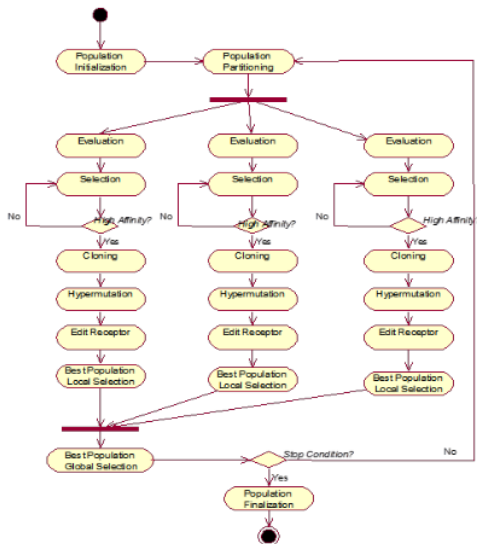 Population
Initialization
Population
Partitioning
Evaluation
Evaluation
Evaluation
Selection
Selection
Selection
No
High Affinity?
No
High Affinity?
No
High Affinity
Yes
Yes
Yes
Cloning
Cloning
Cloning
Hypermutation
Hypermutation
Hypermutation
Edit Receptor
Edit Receptor
Edit Receptor
Best Population
Local Selection
Best Population
Local Selection
Best Population
Local Selection
Best Population
Global Selection
Stop Condition?
No
Yes
Population
Finalization